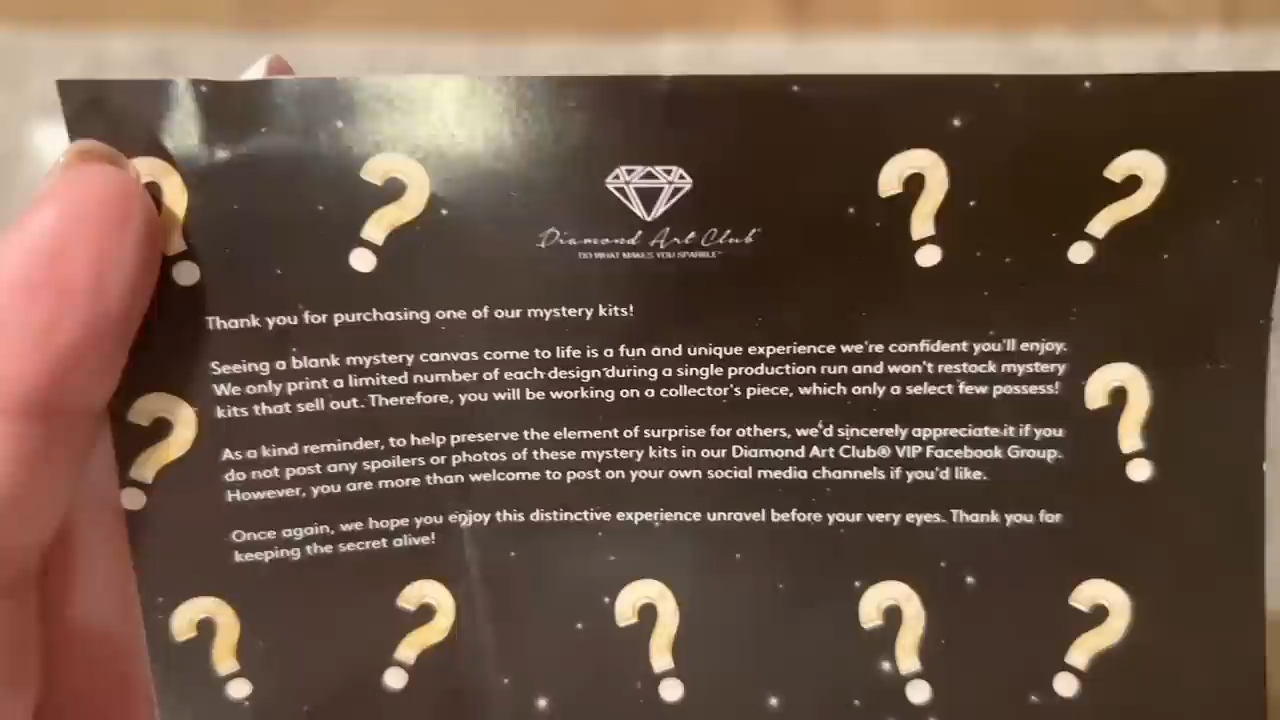 Diamond Art Club
DO WHAT MAKES YOU SPARKLE™
Thank you for purchasing one of our mystery kits!
Seeing a blank mystery canvas come to life is a fun and unique experience we're confident you'll enjoy.
We only print a limited number of each design during a single production run and won't restock mystery
kits that sell out. Therefore, you will be working on a collector's piece, which only a select few possess!
As a kind reminder, to help preserve the element of surprise for others, we'd sincerely appreciate it if you
do not post any spoilers or photos of these mystery kits in our Diamond Art Club® VIP Facebook Group.
However, you are more than welcome to post on your own social media channels if you'd like.
Once again, we hope you enjoy this distinctive experience unravel before your very eyes. Thank you for
keeping the secret alive!